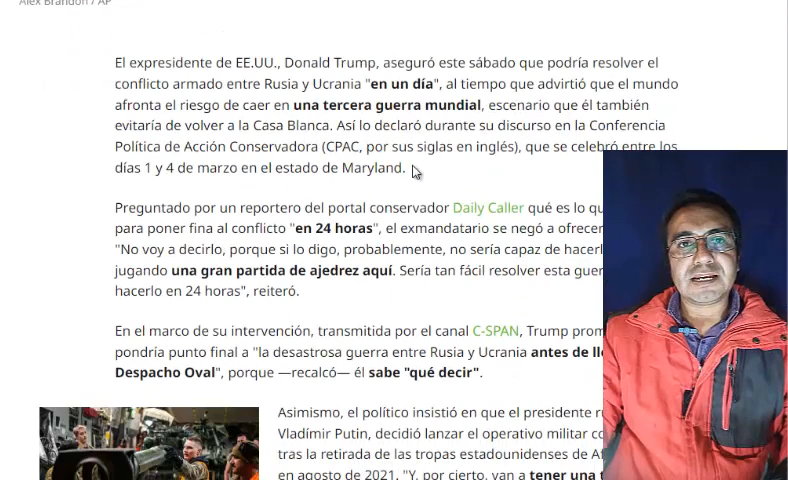 Alex Brandon / AP
El expresidente de EE.UU., Donald Trump, aseguró este sábado que podría resolver el
conflicto armado entre Rusia y Ucrania "en un día", al tiempo que advirtió que el mundo
afronta el riesgo de caer en una tercera guerra mundial, escenario que él también
evitaría de volver a la Casa Blanca. Así lo declaró durante su discurso en la Conferencia
Política de Acción Conservadora (CPAC, por sus siglas en inglés), que se celebró entre los
días 1 y 4 de marzo en el estado de Maryland.
Preguntado por un reportero del portal conservador Daily Caller qué es lo
para poner fina al conflicto "en 24 horas", el exmandatario se negó a
"No voy a decirlo, porque si lo digo, probablemente, no sería capaz de
jugando una gran partida de ajedrez aquí. Sería tan fácil resolver esta
hacerlo en 24 horas", reiteró.
En el marco de su intervención, transmitida por el canal C-SPAN, Trump
pondría punto final a "la desastrosa guerra entre Rusia y Ucrania antes de
Despacho Oval", porque —recalcó— él sabe "qué decir".
Asimismo, el político insistió en que el presidente
Vladímir Putin, decidió lanzar el operativo militar
tras la retirada de las tropas estadounidenses de
en agosto de 2021. "Y, por cierto, van a tener una